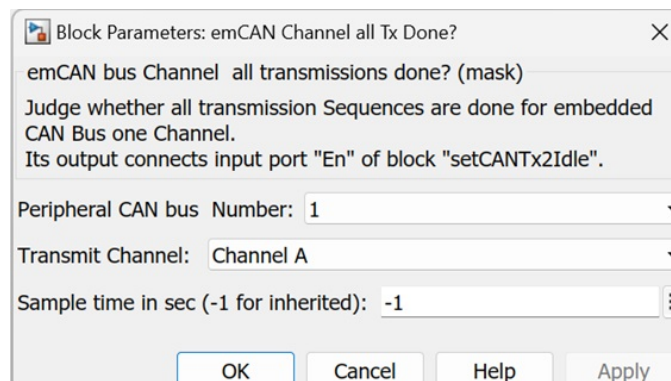 Block Parameters: emCAN Channel all Tx Done?
emCAN bus Channel all transmissions done? (mask)
Judge whether all transmission Sequences are done for embedded
CAN Bus one Channel.
Its output connects input port "En" of block "setCANTx2Idle".
Peripheral CAN bus Number: 1
Transmit Channel: Channel A
Sample time in sec (-1 for inherited): -1
OK Cancel Help Apply